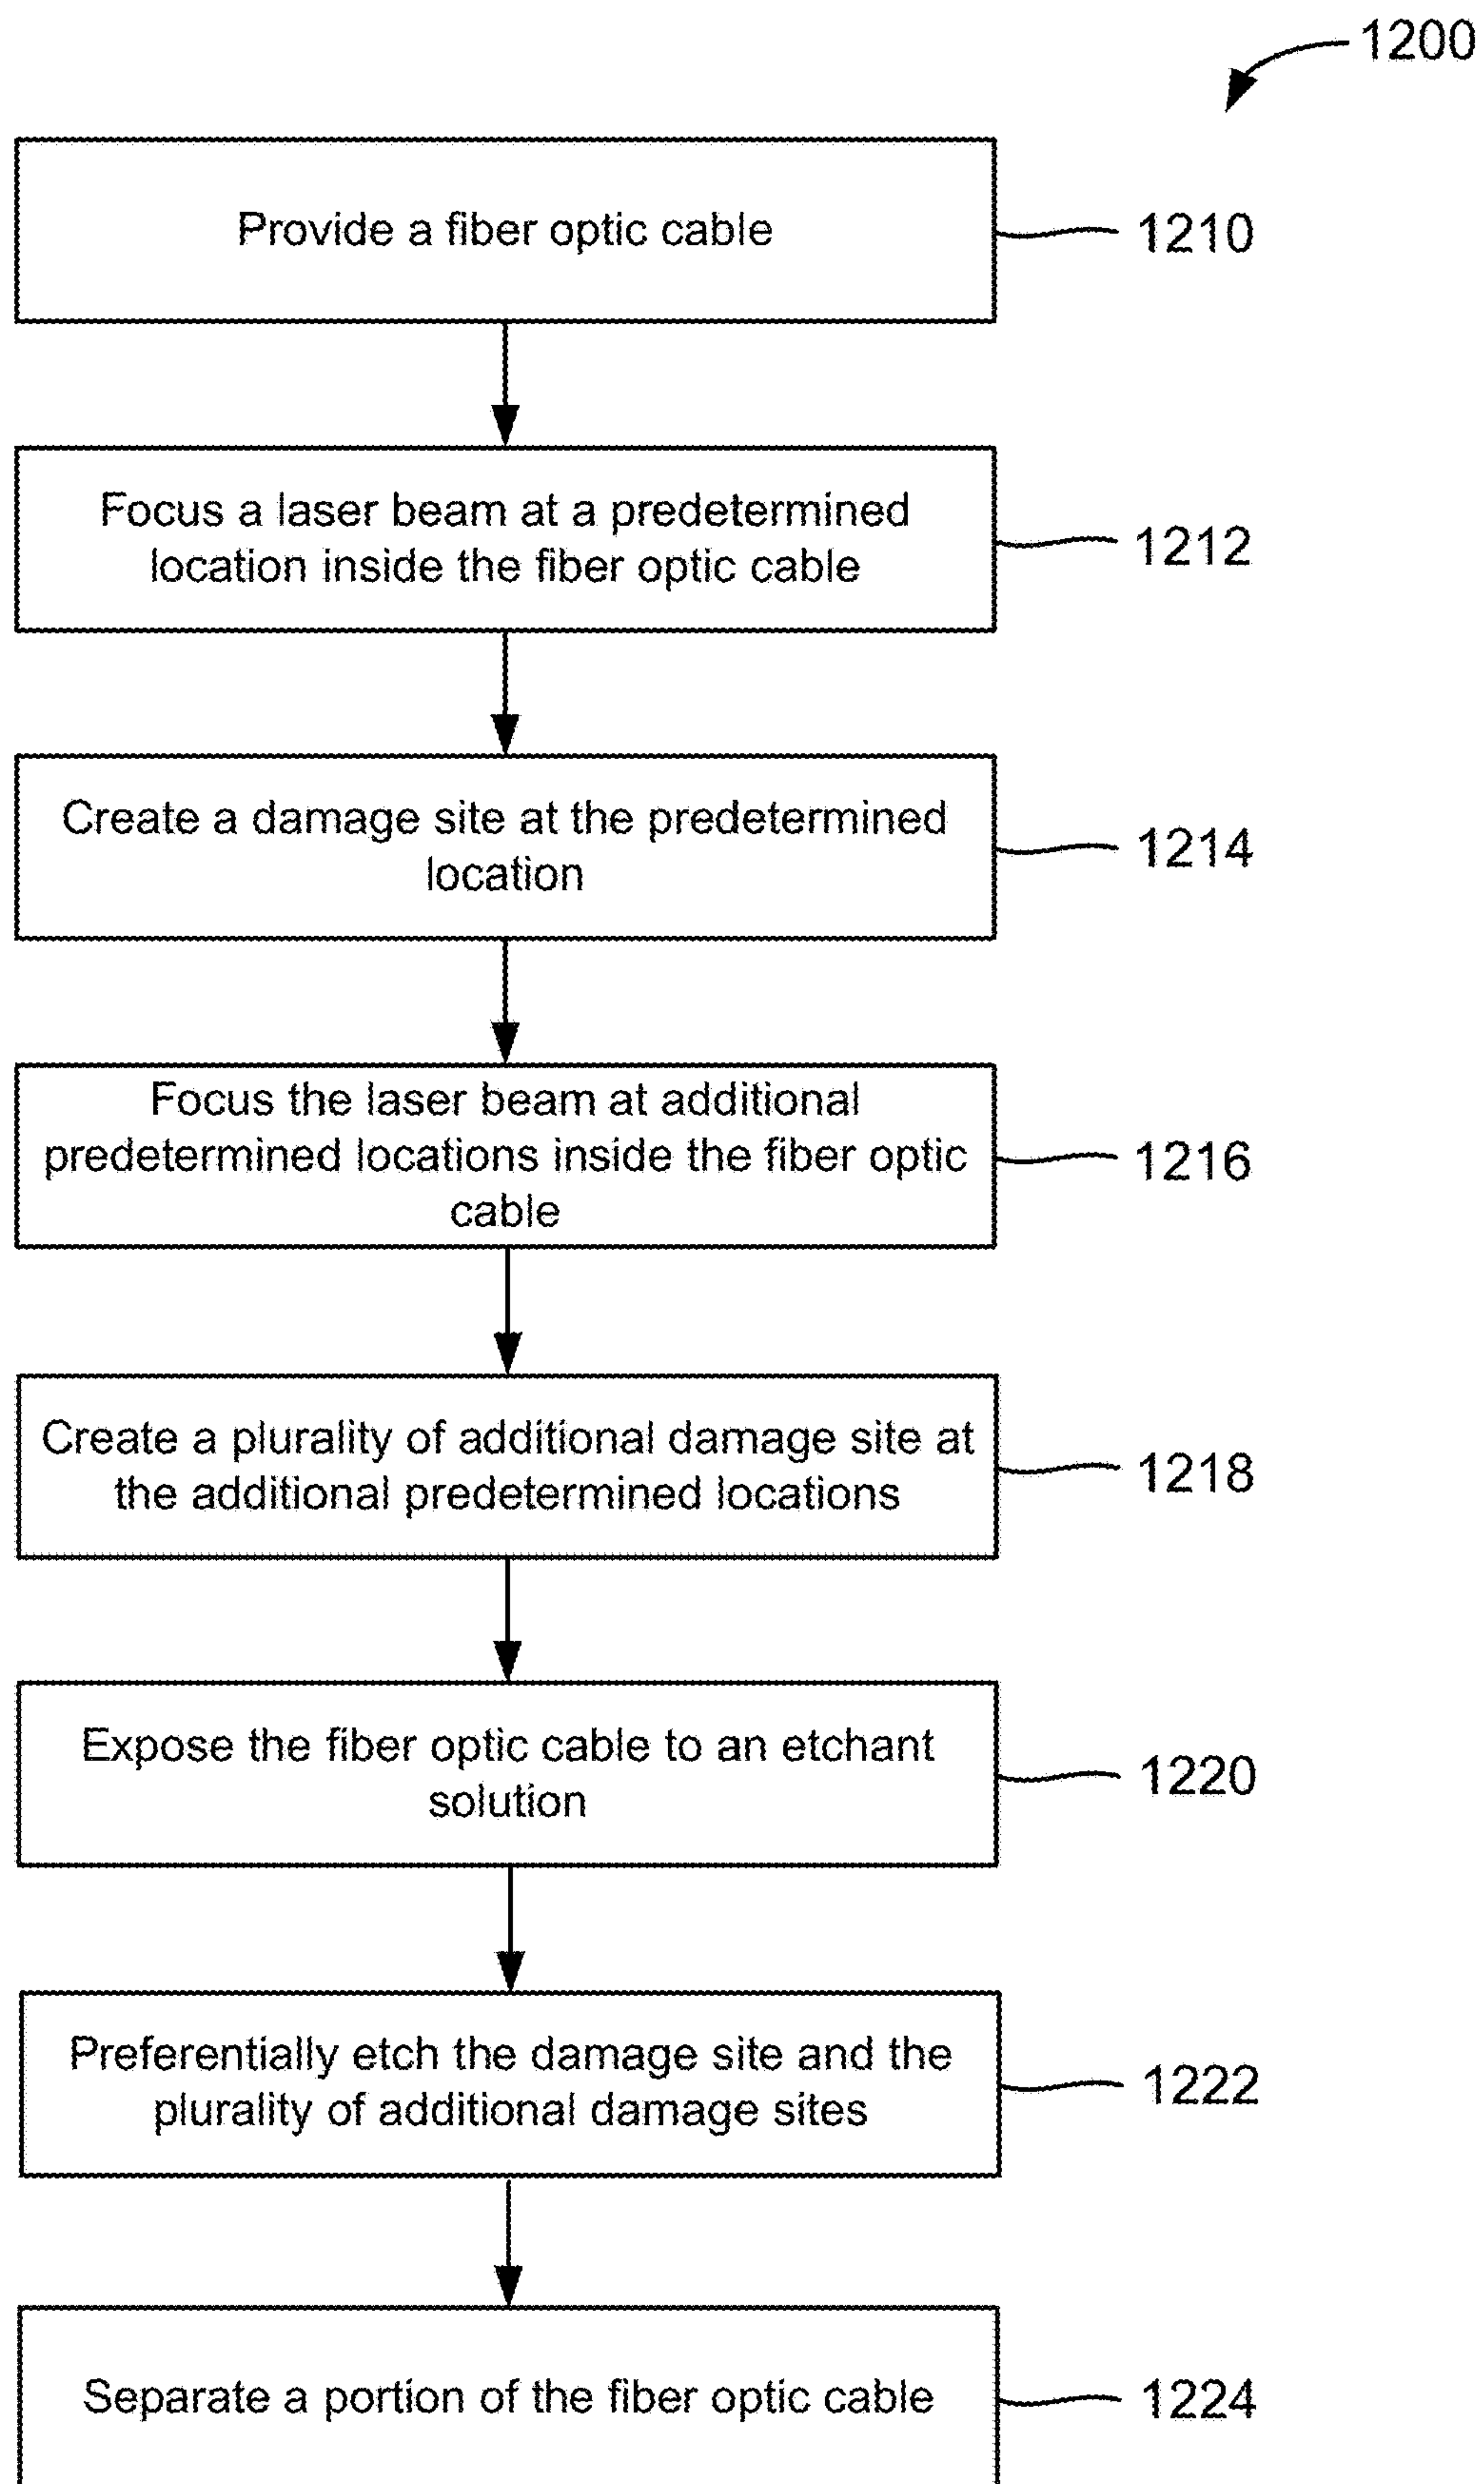 1200
Provide a fiber optic cable
1210
Focus a laser beam at a predetermined
location inside the fiber optic cable
1212
Create a damage site at the predetermined
location
1214
Focus the laser beam at additional
predetermined locations inside the fiber optic
cable
1216
Create a plurality of additional damage site at
the additional predetermined locations
1218
Expose the fiber optic cable to an etchant
solution
1220
Preferentially etch the damage site and the
plurality of additional damage sites
1222
Separate a portion of the fiber optic cable
1224